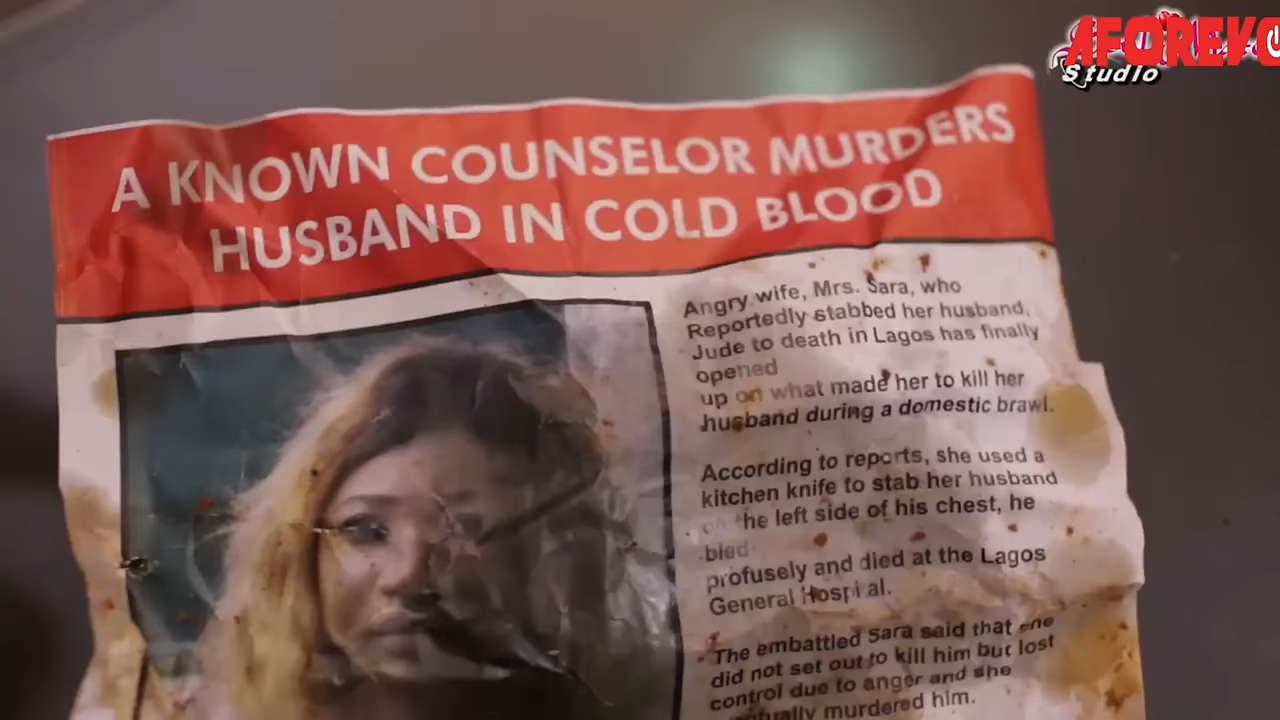 AFOREVO
Studio
A KNOWN COUNSELOR MURDERS
HUSBAND IN COLD BLOOD
Angry wife, Mrs. Sara, who
Reportedly stabbed her husband,
Jude to death in Lagos has finally
opened
up on what made her to kill her
husband during a domestic brawl.
According to reports, she used a
kitchen knife to stab her husband
on the left side of his chest, he
bled
profusely and died at the Lagos
General Hospital.
The embattled Sara said that she
did not set out to kill him but lost
control due to anger and she
murdered him.